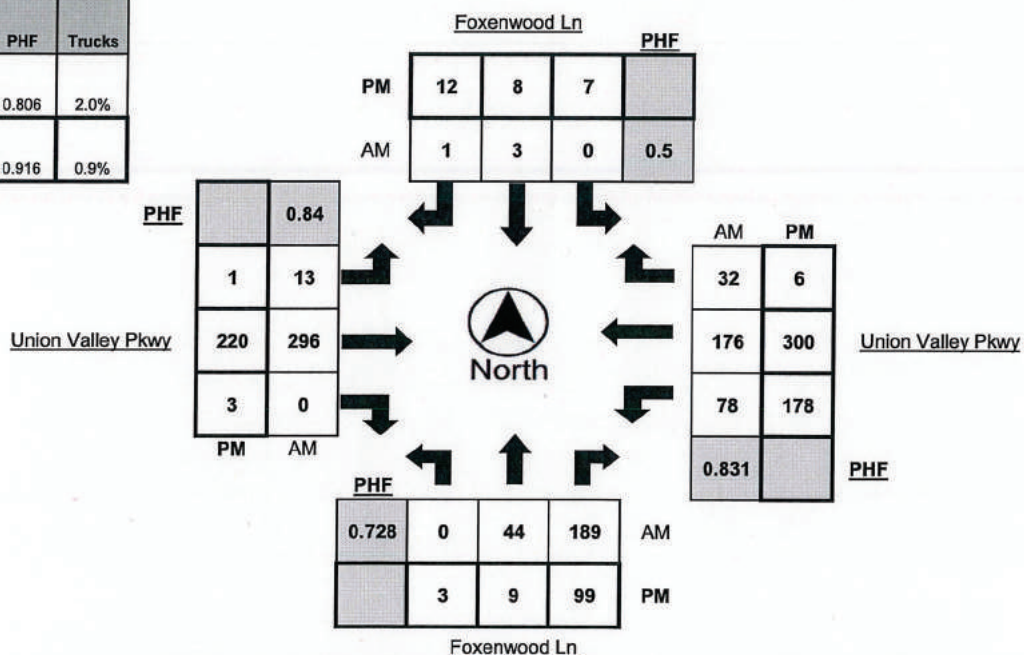 PHF Trucks
0.806 2.0%
0.916 0.9%
Foxenwood Ln
PHF
PM 12 8 7
AM 1 3 0 0.5
PHF 0.84
1 13
Union Valley Pkwy 220 296
3 0
PM AM
North
AM PM
32 6
176 300 Union Valley Pkwy
78 178
0.831 PHF
PHF
0.728 0 44 189 AM
3 9 99 PM
Foxenwood Ln